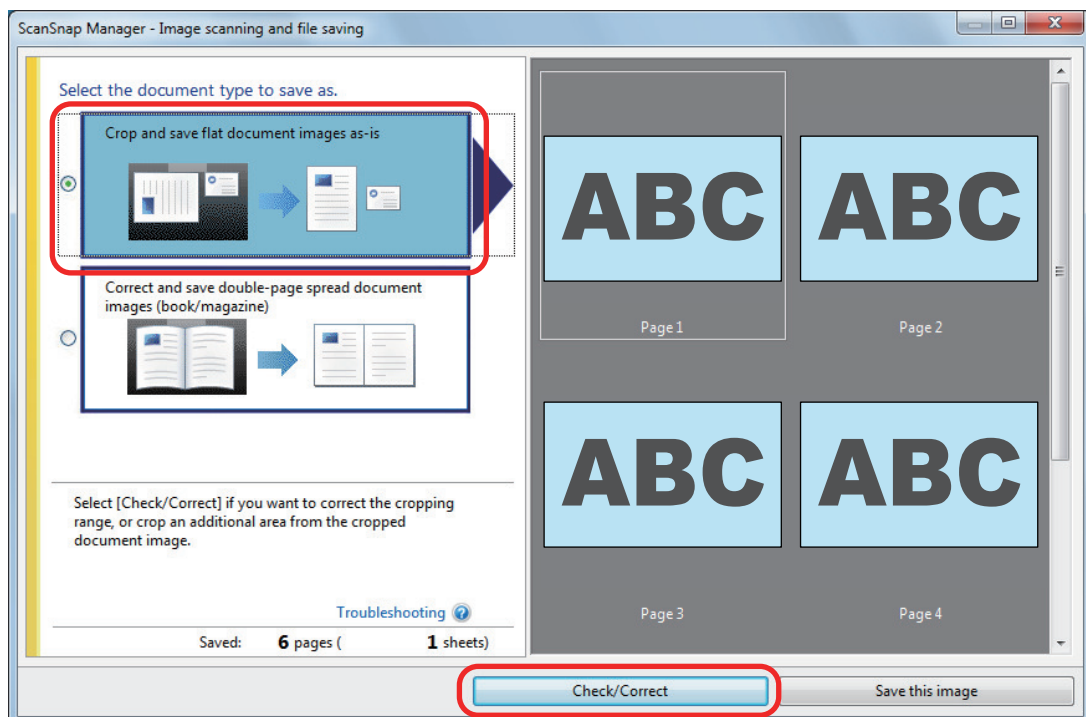 ScanSnap Manager - Image scanning and file saving
Select the document type to save as.
Crop and save flat document images as-is
Correct and save double-page spread document
images (book/magazine)
Select [Check/Correct] if you want to correct the cropping
range, or crop an additional area from the cropped
document image.
Troubleshooting
Saved: 6 pages ( 1 sheets)
ABC ABC
Page 1 Page 2
ABC ABC
Page 3 Page 4
Check/Correct Save this image